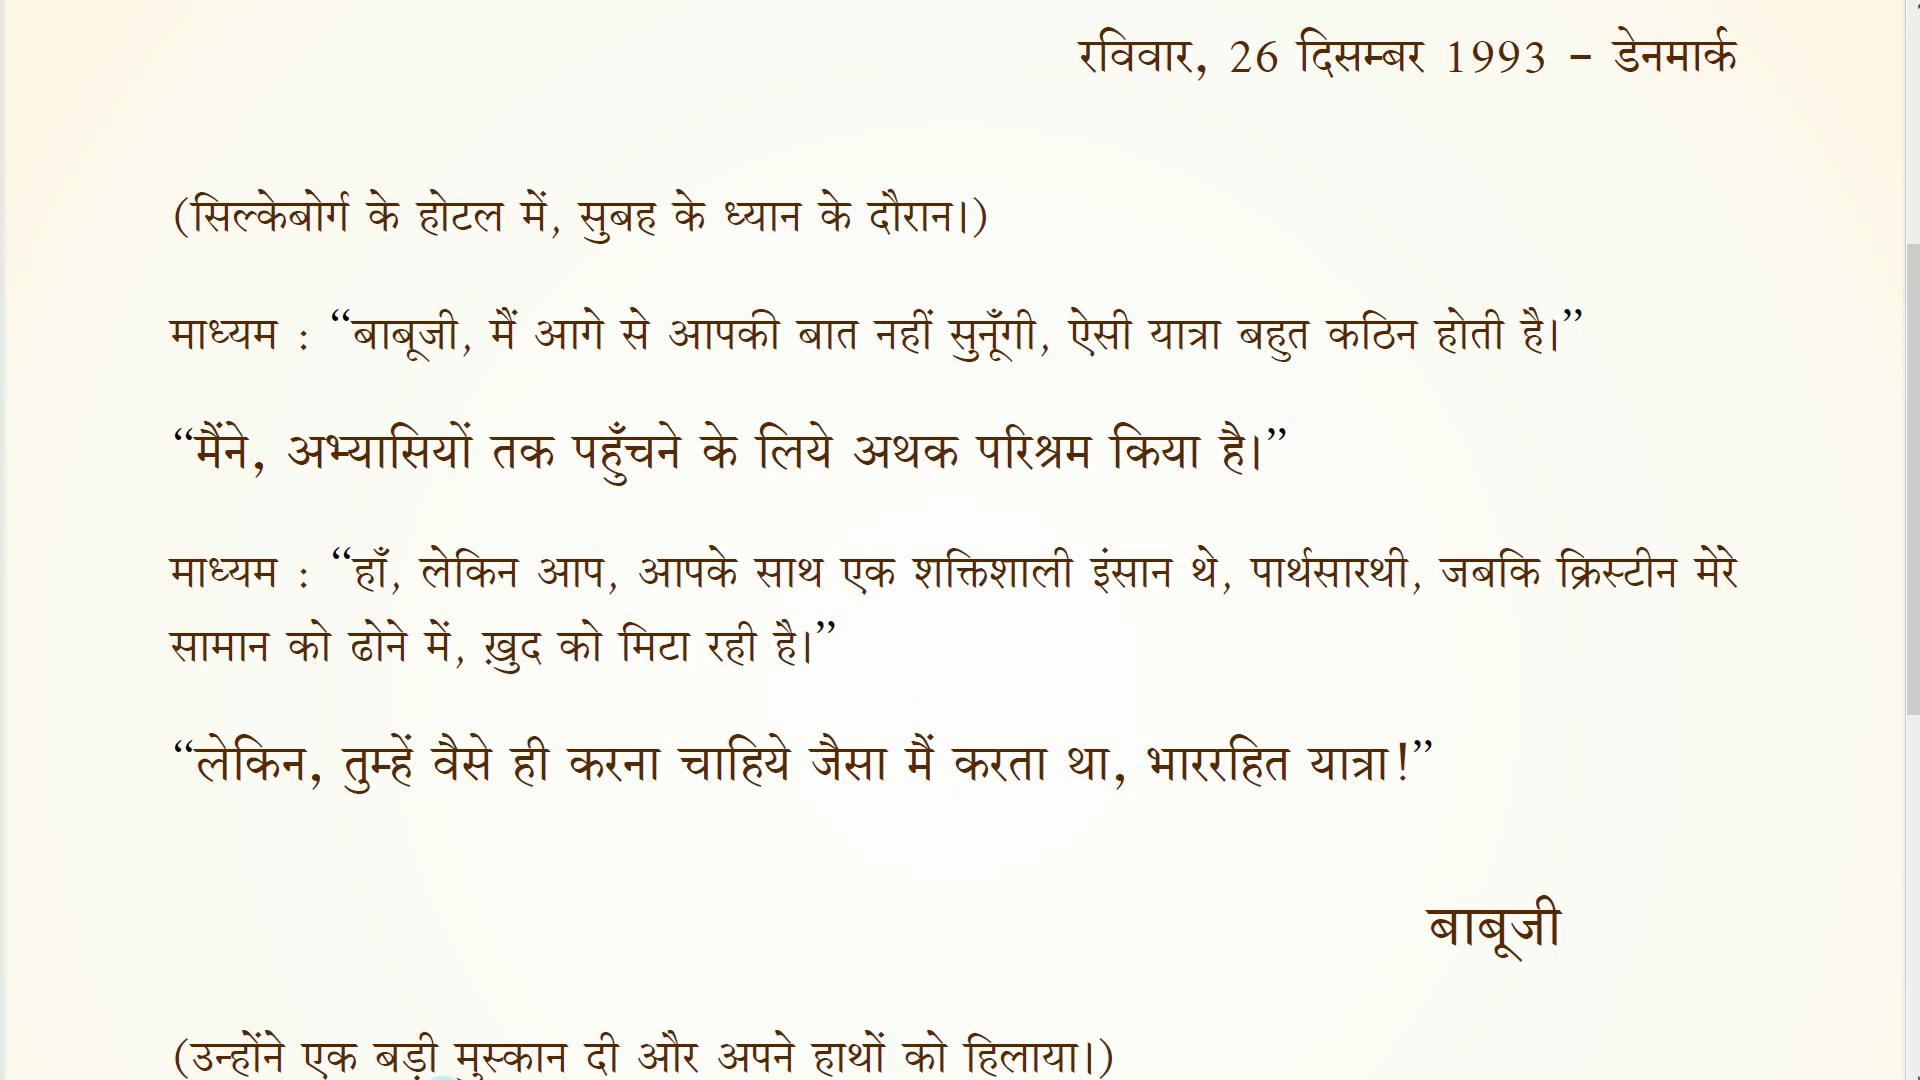 रविवार, 26 दिसम्बर 1993 – डेनमार्क
(सिल्केबोर्ग के होटल में, सुबह के ध्यान के दौरान।)
माध्यम : “बाबूजी, मैं आगे से आपकी बात नहीं सुनूँगी, ऐसी यात्रा बहुत कठिन होती है।”
“मैंने, अभ्यासियों तक पहुँचने के लिये अथक परिश्रम किया है।”
माध्यम : “हाँ, लेकिन आप, आपके साथ एक शक्तिशाली इंसान थे, पार्थसारथी, जबकि क्रिस्टीन मेरे
सामान को ढोने में, ख़ुद को मिटा रही है।”
“लेकिन, तुम्हें वैसे ही करना चाहिये जैसा मैं करता था, भाररहित यात्रा!”
बाबूजी
(उन्होंने एक बड़ी मुस्कान दी और अपने हाथों को हिलाया।)